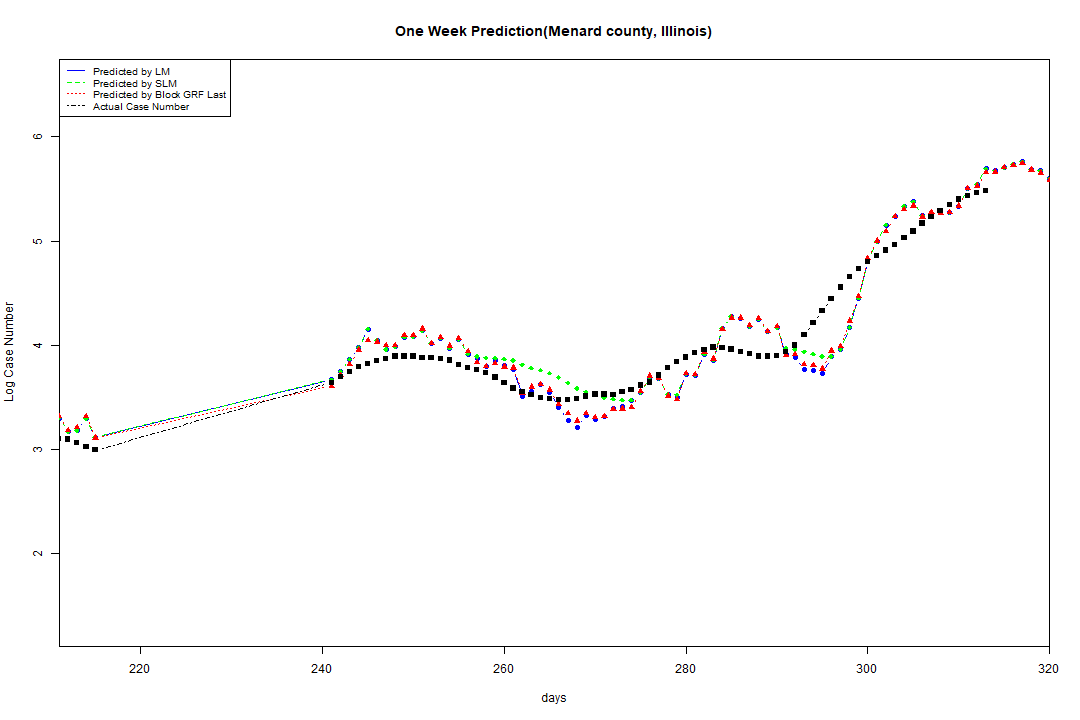 One Week Prediction(Menard county, Illinois)
Predicted by LM
Predicted by SLM
Predicted by Block GRF Last
Actual Case Number
6
5
4
3
2
Log Case Number
220 240 260 280 300 320
days